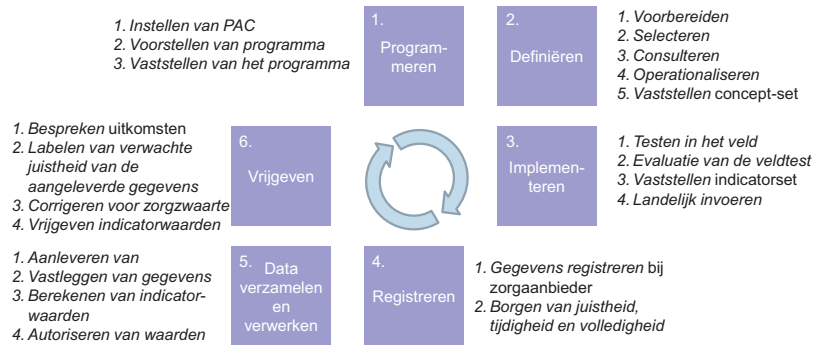 1. Instellen van PAC
2. Voorstellen van programma
3. Vaststellen van het programma
1.
Program-
meren
2.
Definiëren
1. Voorbereiden
2. Selecteren
3. Consulteren
4. Operationaliseren
5. Vaststellen concept-set
1. Bespreken uitkomsten
2. Labelen van verwachte
juistheid van de
aangeleverde gegevens
3. Corrigeren voor zorgzwaarte
4. Vrijgeven indicatorwaarden
6.
Vrijgeven
3.
Implemen-
teren
1. Testen in het veld
2. Evaluatie van de veldtest
3. Vaststellen indicatorset
4. Landelijk invoeren
1. Aanleveren van
2. Vastleggen van gegevens
3. Berekenen van indicator-
waarden
4. Autoriseren van waarden
5. Data
verzamelen
en
verwerken
4.
Registreren
1. Gegevens registreren bij
zorgaanbieder
2. Borgen van juistheid,
tijdigheid en volledigheid